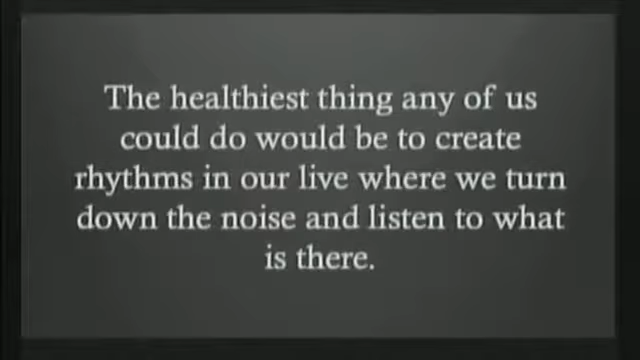 The healthiest thing any of us
could do would be to create
rhythms in our live where we turn
down the noise and listen to what
is there.